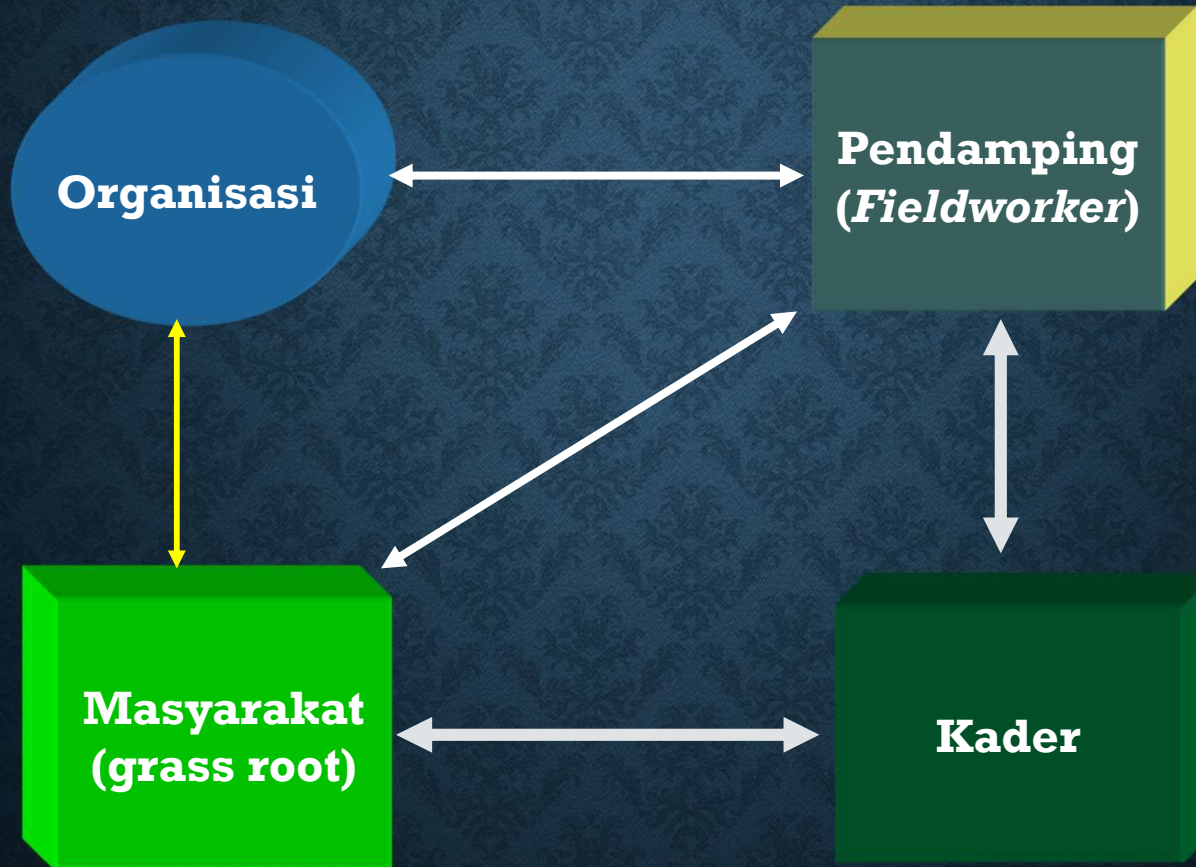 Organisasi
Pendamping
(Fieldworker)
Masyarakat
(grass root)
Kader